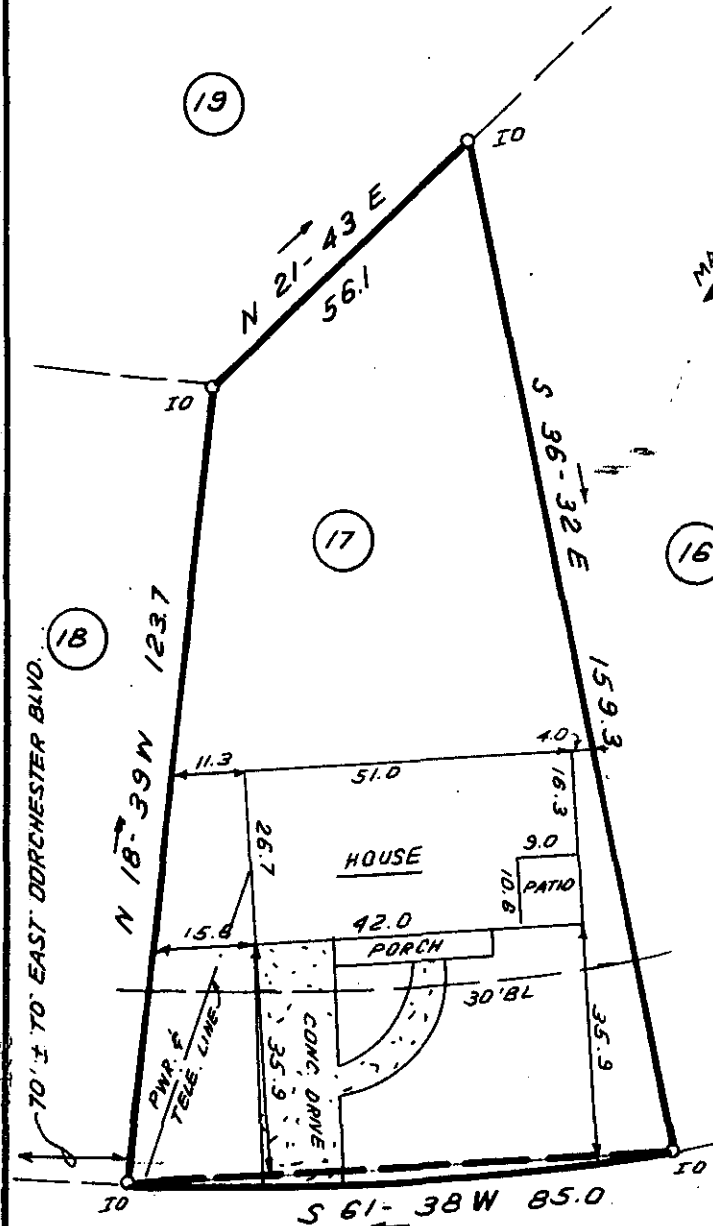 19
IO
N 21-43 E
56.1
IO
S 36-32 E 159.3
17
16
18
N 18-39 W 123.7
70' ± TO EAST DORCHESTER BLVD.
11.3
51.0
4.0
16.3
26.7
HOUSE
9.0
10.8
PATIO
15.8
42.0
PORCH
30' BL
PWR. &
TELE. LINE
35.9
CONC. DRIVE
35.9
IO
IO
S 61-38 W 85.0